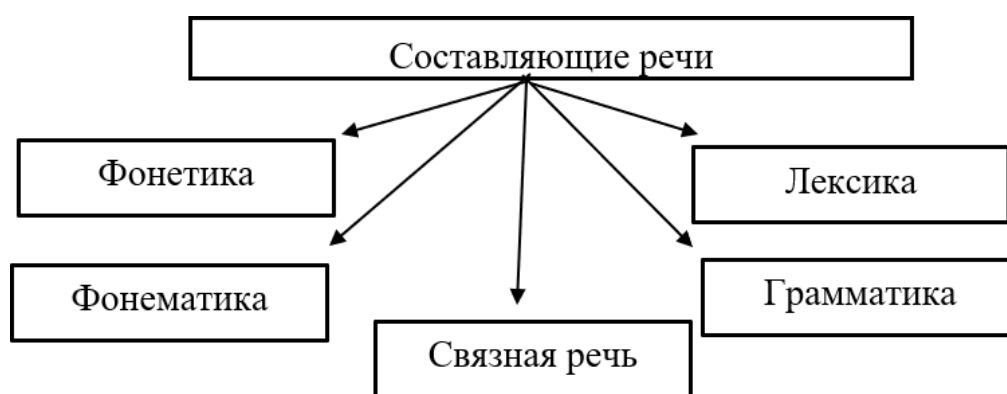 Составляющие речи
Фонетика
Лексика
Фонематика
Грамматика
Связная речь